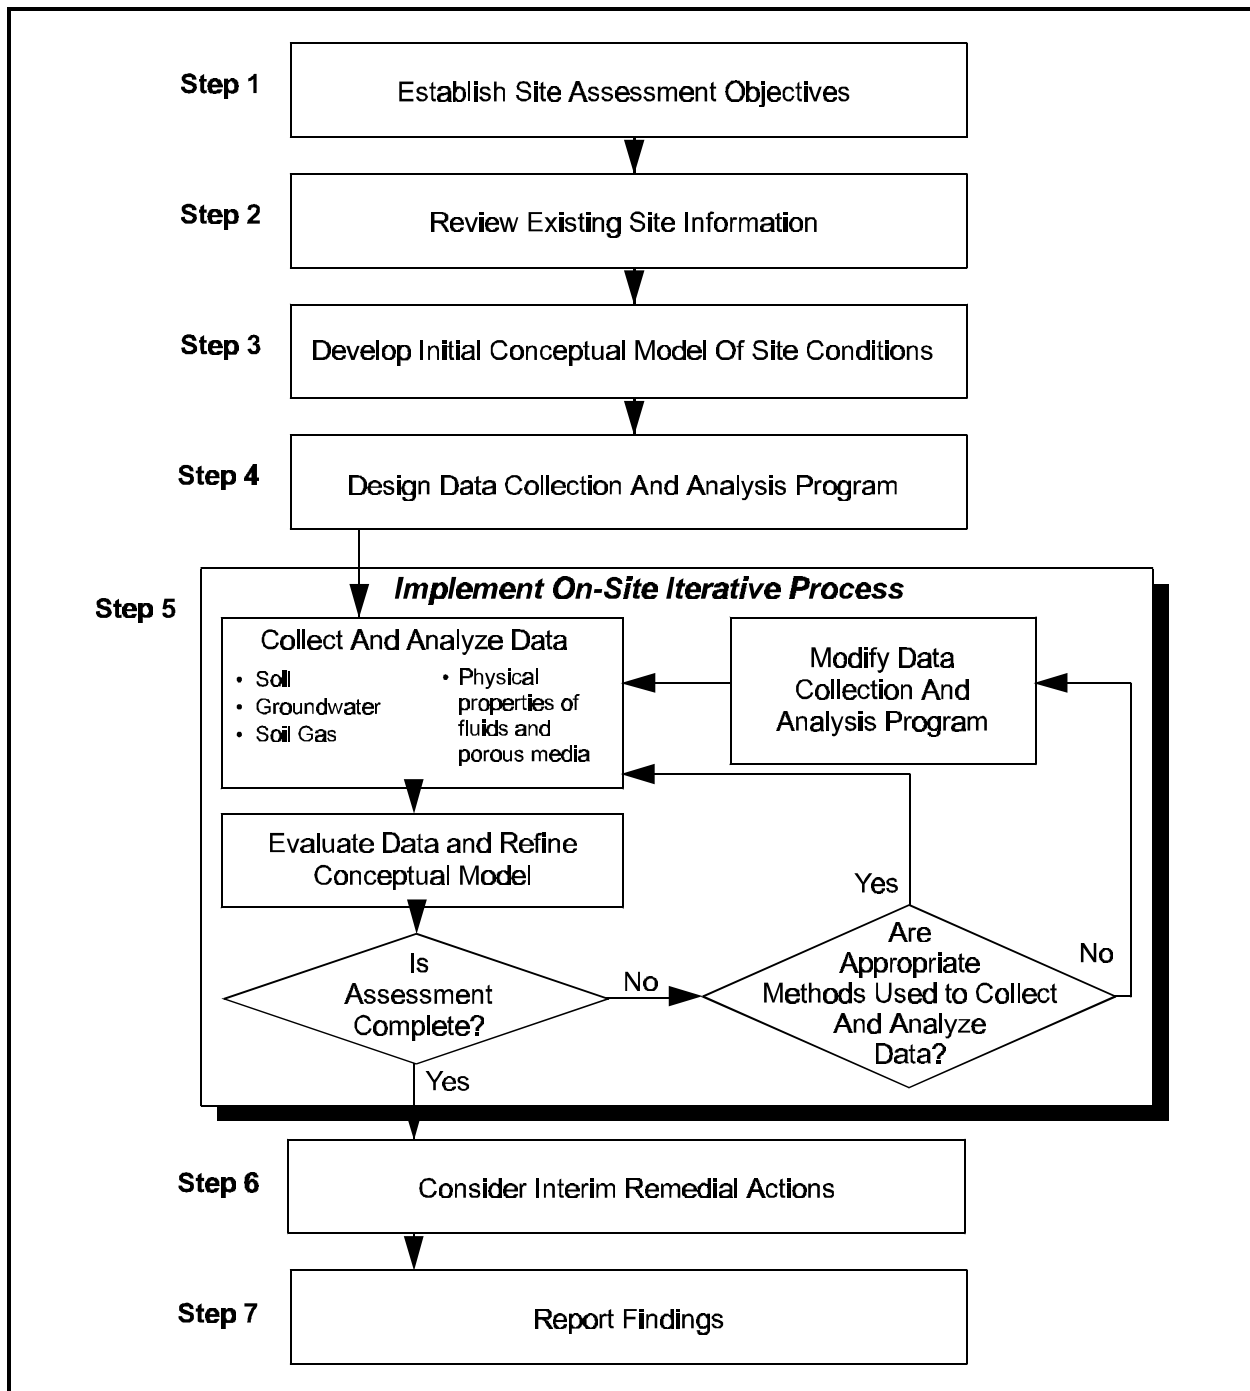 Step 1
Establish Site Assessment Objectives
Step 2
Review Existing Site Information
Step 3
Develop Initial Conceptual Model Of Site Conditions
Step 4
Design Data Collection And Analysis Program
Step 5
Implement On-Site Iterative Process
Collect And Analyze Data
• Soil
• Groundwater
• Soil Gas
• Physical
properties of
fluids and
porous media
Modify Data
Collection And
Analysis Program
Evaluate Data and Refine
Conceptual Model
Is
Assessment
Complete?
No
Yes
Are
Appropriate
Methods Used to Collect
And Analyze
Data?
Yes
No
Step 6
Consider Interim Remedial Actions
Step 7
Report Findings